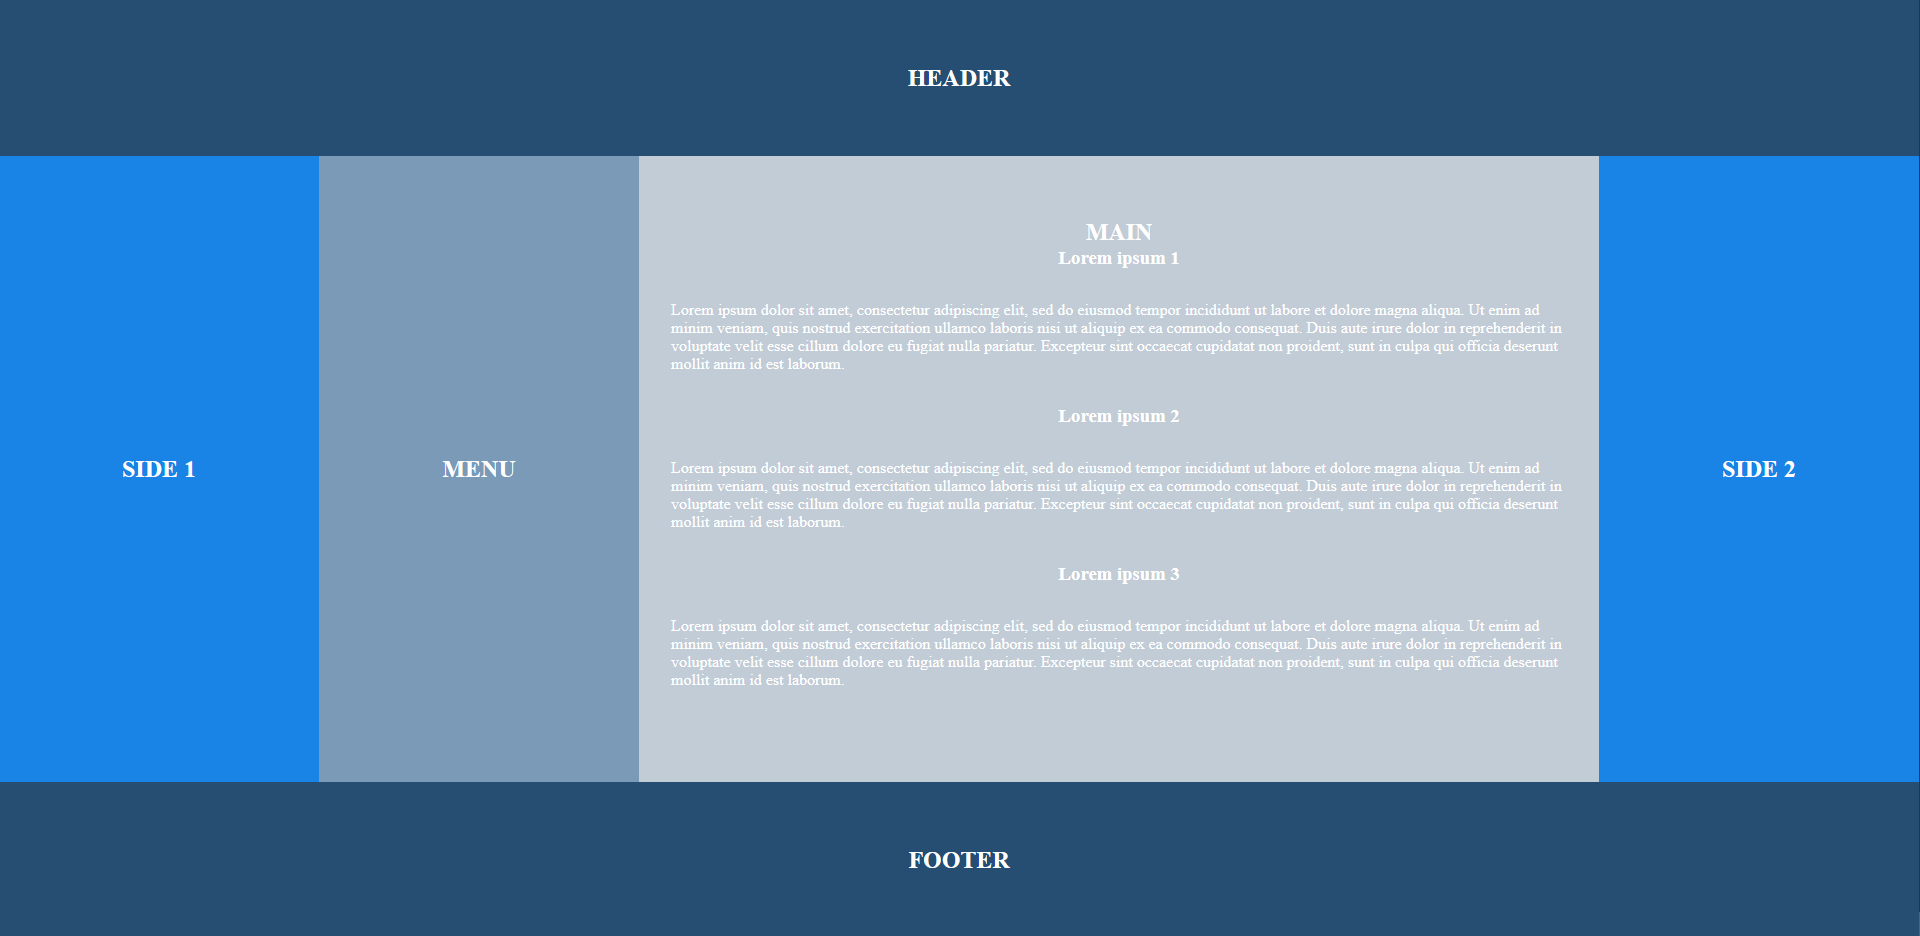 HEADER
SIDE 1
MENU
MAIN
Lorem ipsum 1
Lorem ipsum dolor sit amet, consectetur adipiscing elit, sed do eiusmod tempor incididunt ut labore et dolore magna aliqua. Ut enim ad
minim veniam, quis nostrud exercitation ullamco laboris nisi ut aliquip ex ea commodo consequat. Duis aute irure dolor in reprehenderit in
voluptate velit esse cillum dolore eu fugiat nulla pariatur. Excepteur sint occaecat cupidatat non proident, sunt in culpa qui officia deserunt
mollit anim id est laborum.
Lorem ipsum 2
Lorem ipsum dolor sit amet, consectetur adipiscing elit, sed do eiusmod tempor incididunt ut labore et dolore magna aliqua. Ut enim ad
minim veniam, quis nostrud exercitation ullamco laboris nisi ut aliquip ex ea commodo consequat. Duis aute irure dolor in reprehenderit in
voluptate velit esse cillum dolore eu fugiat nulla pariatur. Excepteur sint occaecat cupidatat non proident, sunt in culpa qui officia deserunt
mollit anim id est laborum.
Lorem ipsum 3
Lorem ipsum dolor sit amet, consectetur adipiscing elit, sed do eiusmod tempor incididunt ut labore et dolore magna aliqua. Ut enim ad
minim veniam, quis nostrud exercitation ullamco laboris nisi ut aliquip ex ea commodo consequat. Duis aute irure dolor in reprehenderit in
voluptate velit esse cillum dolore eu fugiat nulla pariatur. Excepteur sint occaecat cupidatat non proident, sunt in culpa qui officia deserunt
mollit anim id est laborum.
SIDE 2
FOOTER